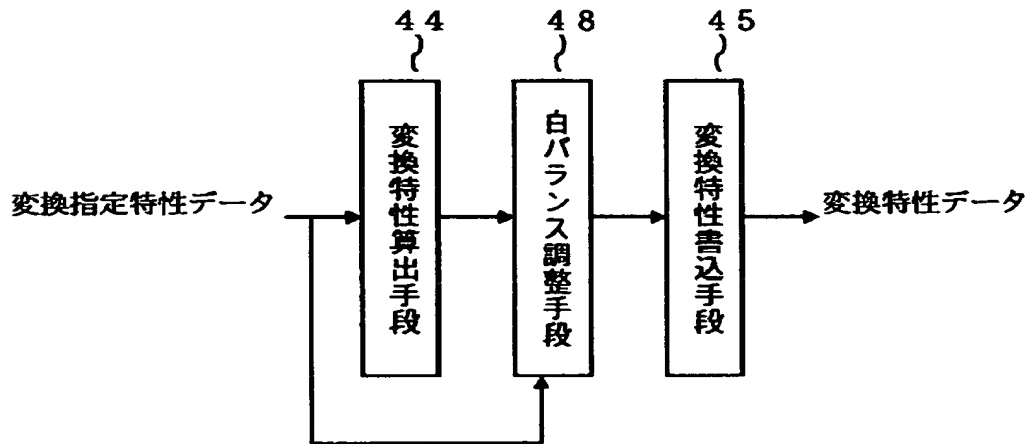 44
48
45
変換指定特性データ
変換特性算出手段
白バランス調整手段
変換特性書込手段
変換特性データ